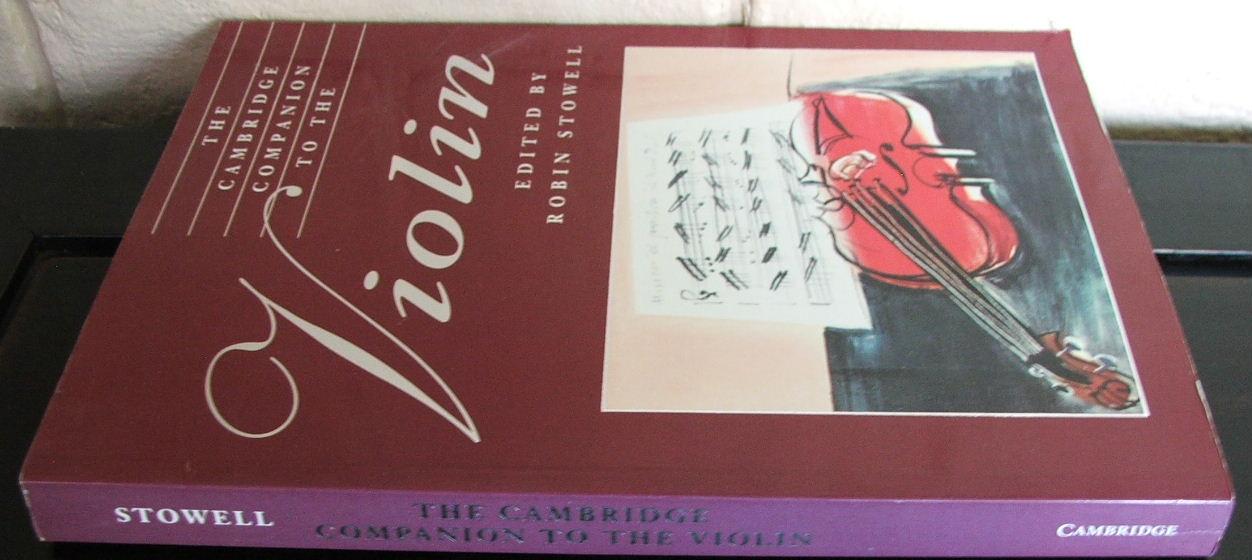 THE
CAMBRIDGE
COMPANION
TO THE
Violin
EDITED BY
ROBIN STOWELL
STOWELL
THE CAMBRIDGE
COMPANION TO THE VIOLIN
CAMBRIDGE